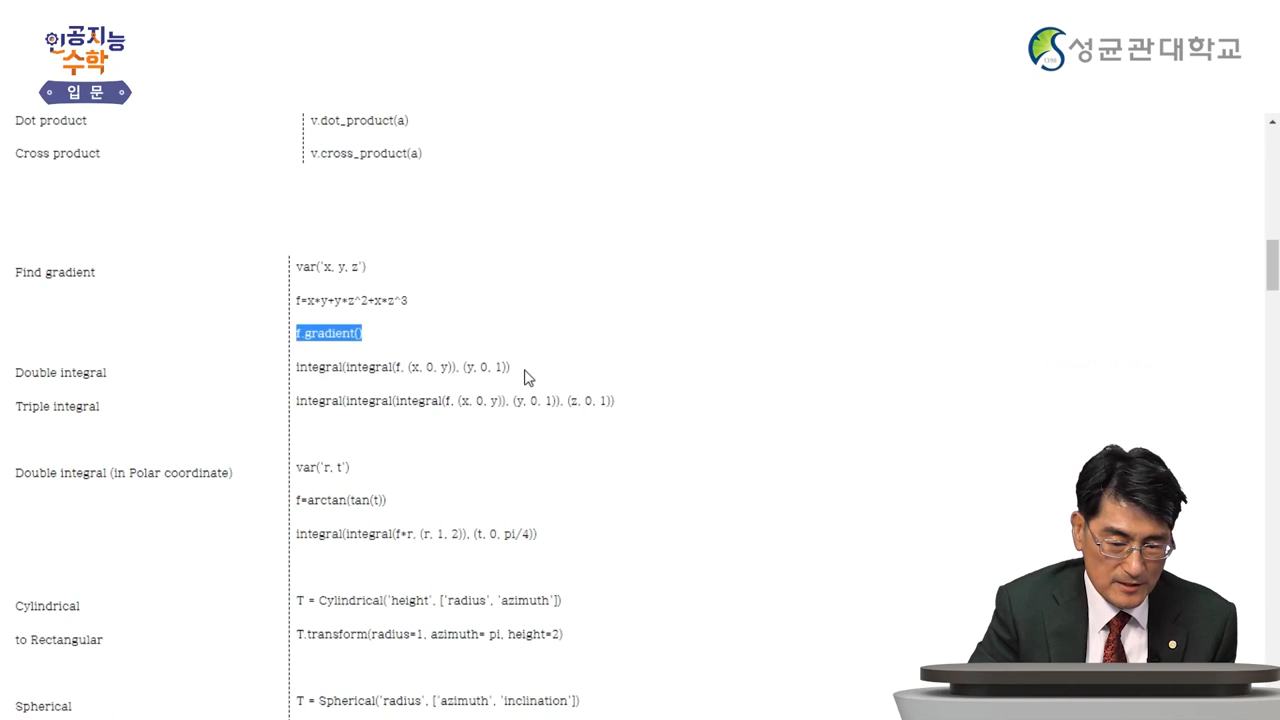 인공지능
수학
입 문
성균관대학교
1398
Dot product
v.dot_product(a)
Cross product
v.cross_product(a)
Find gradient
var('x, y, z')
f=x*y+y*z^2+x*z^3
f.gradient()
Double integral
integral(integral(f, (x, 0, y)), (y, 0, 1))
Triple integral
integral(integral(integral(f, (x, 0, y)), (y, 0, 1)), (z, 0, 1))
Double integral (in Polar coordinate)
var('r, t')
f=arctan(tan(t))
integral(integral(f*r, (r, 1, 2)), (t, 0, pi/4))
Cylindrical
T = Cylindrical('height', ['radius', 'azimuth'])
to Rectangular
T.transform(radius=1, azimuth= pi, height=2)
Spherical
T = Spherical('radius', ['azimuth', 'inclination'])